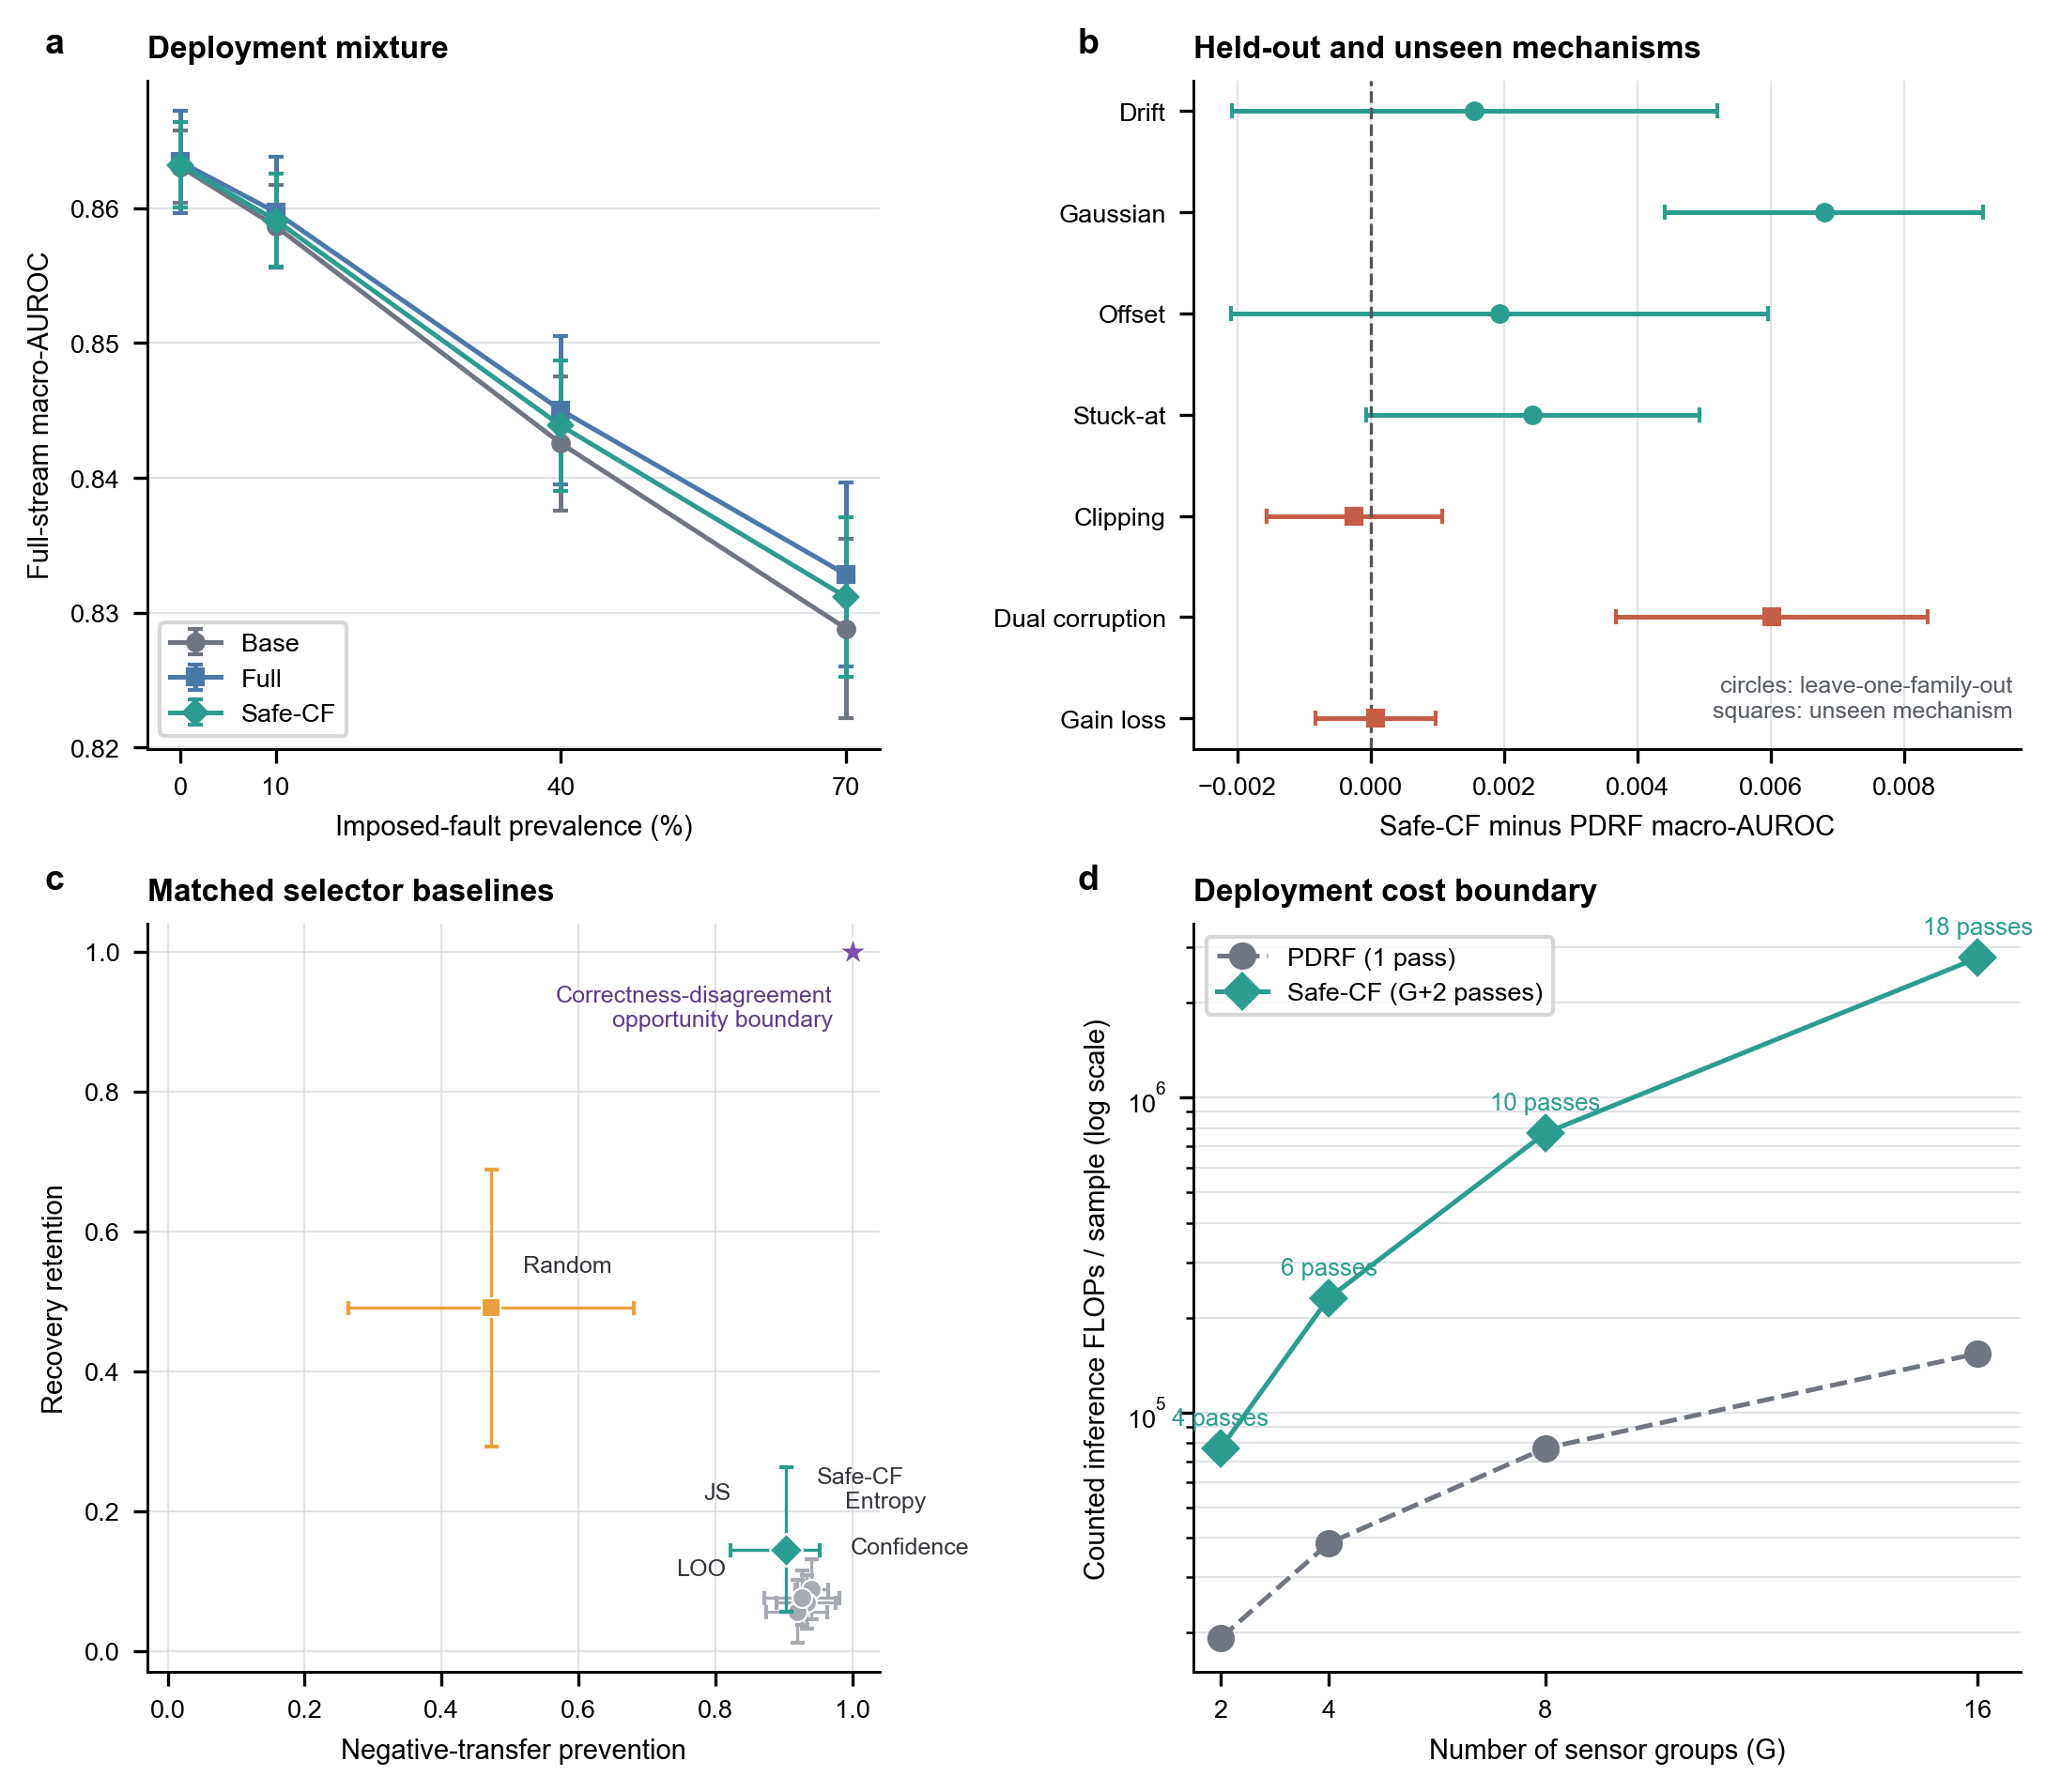 a
Deployment mixture
Full-stream macro-AUROC
0.86
0.85
0.84
0.83
0.82
Base
Full
Safe-CF
0
10
40
70
Imposed-fault prevalence (%)
b
Held-out and unseen mechanisms
Drift
Gaussian
Offset
Stuck-at
Clipping
Dual corruption
Gain loss
circles: leave-one-family-out
squares: unseen mechanism
−0.002
0.000
0.002
0.004
0.006
0.008
Safe-CF minus PDRF macro-AUROC
c
Matched selector baselines
Recovery retention
1.0
0.8
0.6
0.4
0.2
0.0
Correctness-disagreement
opportunity boundary
Random
JS
Safe-CF
Entropy
Confidence
LOO
0.0
0.2
0.4
0.6
0.8
1.0
Negative-transfer prevention
d
Deployment cost boundary
Counted inference FLOPs / sample (log scale)
PDRF (1 pass)
Safe-CF (G+2 passes)
18 passes
10 passes
6 passes
4 passes
10⁶
10⁵
2
4
8
16
Number of sensor groups (G)